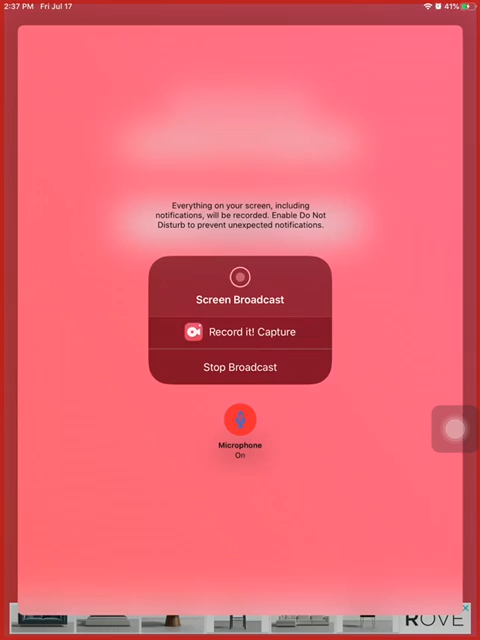 2:37 PM Fri Jul 17
41%
Everything on your screen, including
notifications, will be recorded. Enable Do Not
Disturb to prevent unexpected notifications.
Screen Broadcast
Record it! Capture
Stop Broadcast
Microphone
On
ROVE